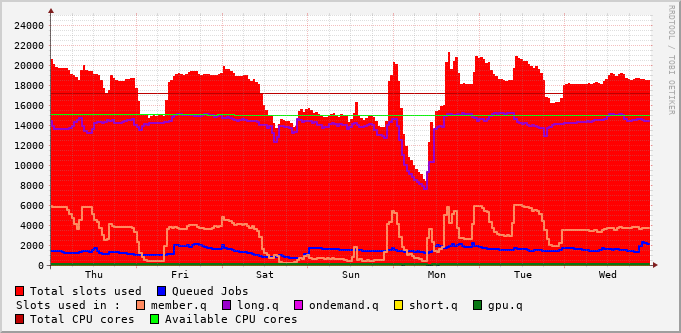 24000
22000
20000
18000
16000
14000
12000
10000
8000
6000
4000
2000
0
Thu Fri Sat Sun Mon Tue Wed
RRDTOOL / TOBI OETIKER
Total slots used Queued Jobs
Slots used in : member.q long.q ondemand.q short.q gpu.q
Total CPU cores Available CPU cores